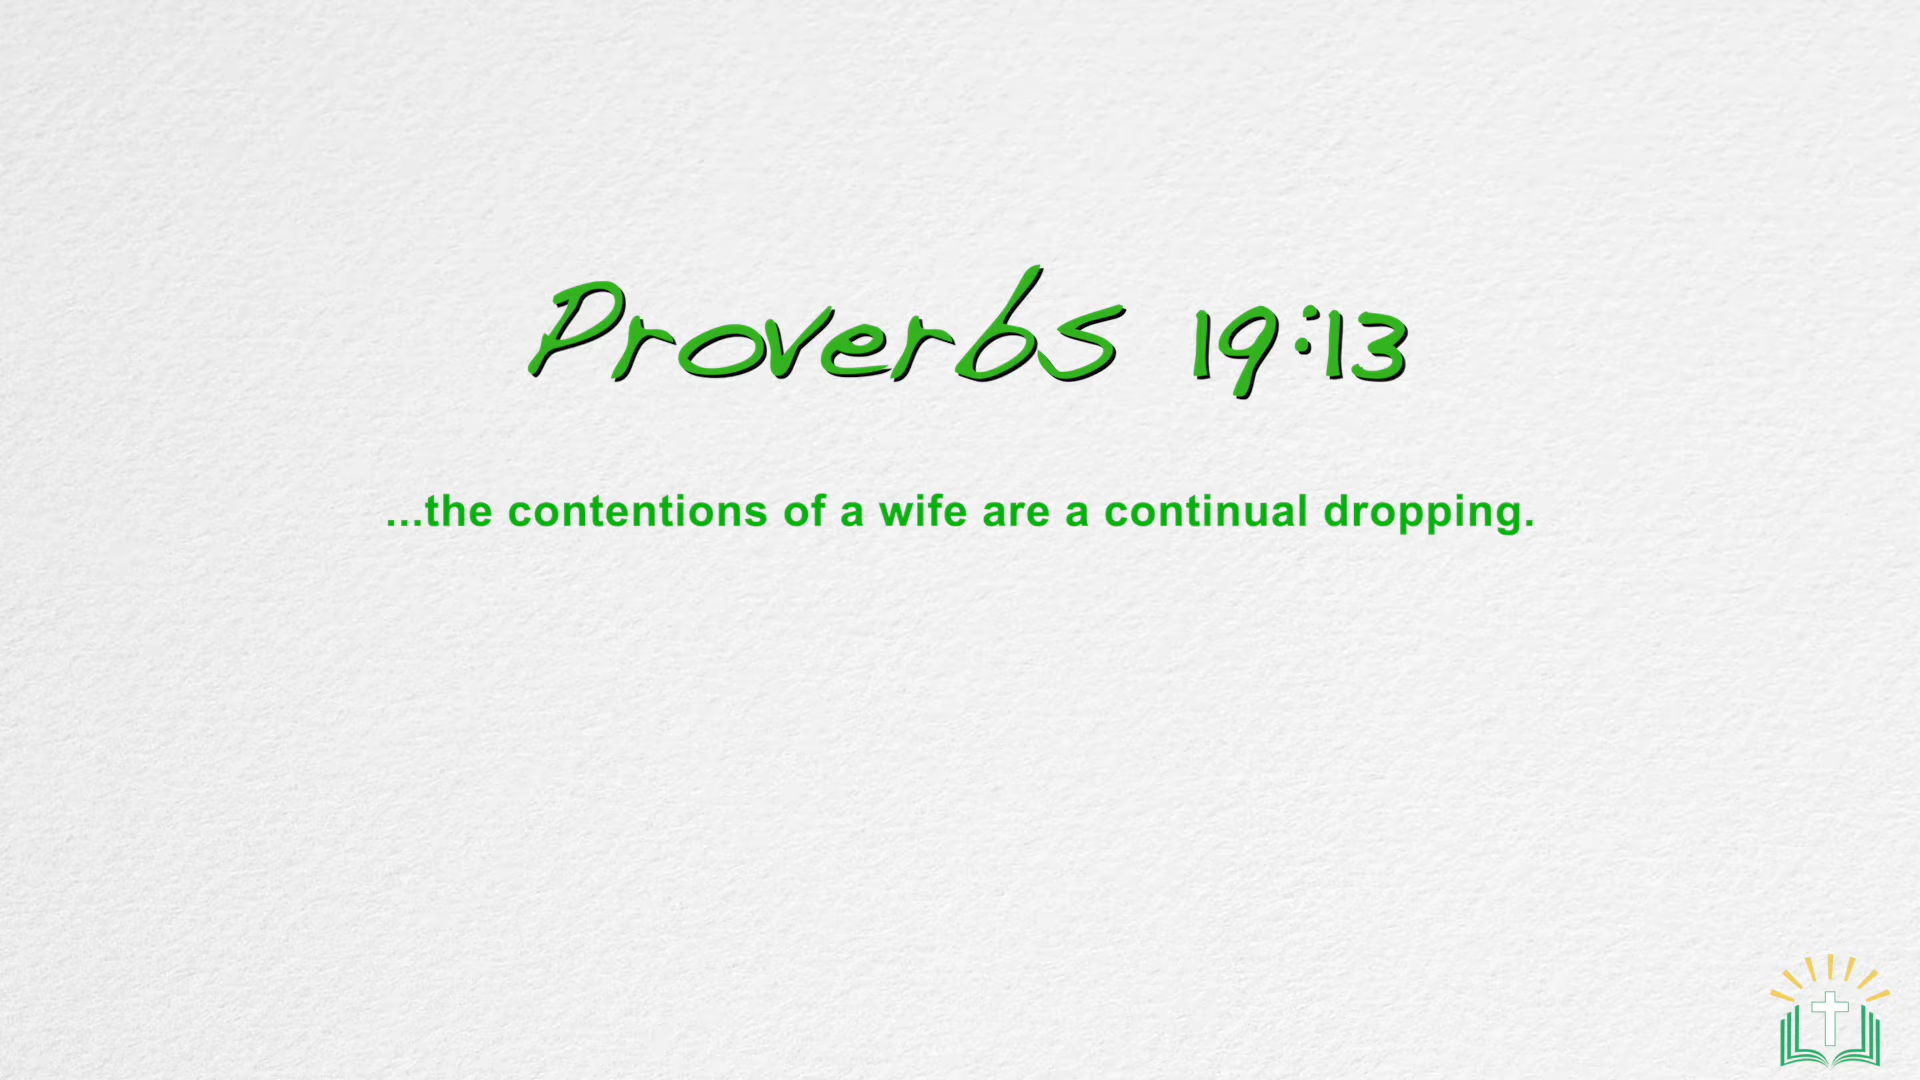 Proverbs 19:13
...the contentions of a wife are a continual dropping.